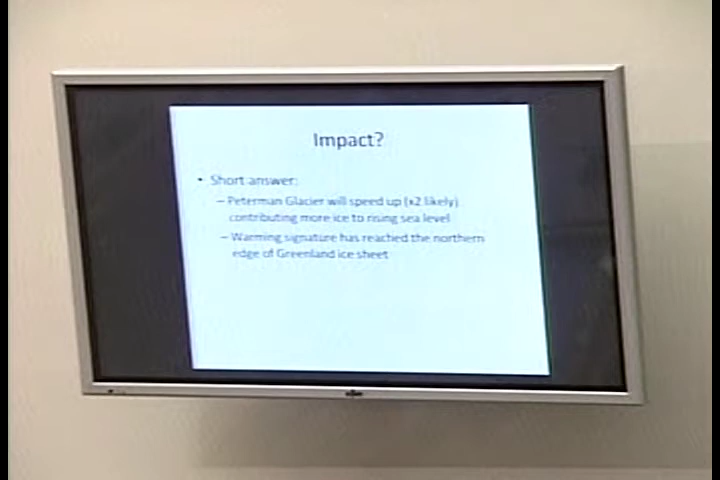 Impact?
• Short answer:
– Peterman Glacier will speed up (x2 likely)
contributing more ice to rising sea level
– Warming signature has reached the northern
edge of Greenland ice sheet